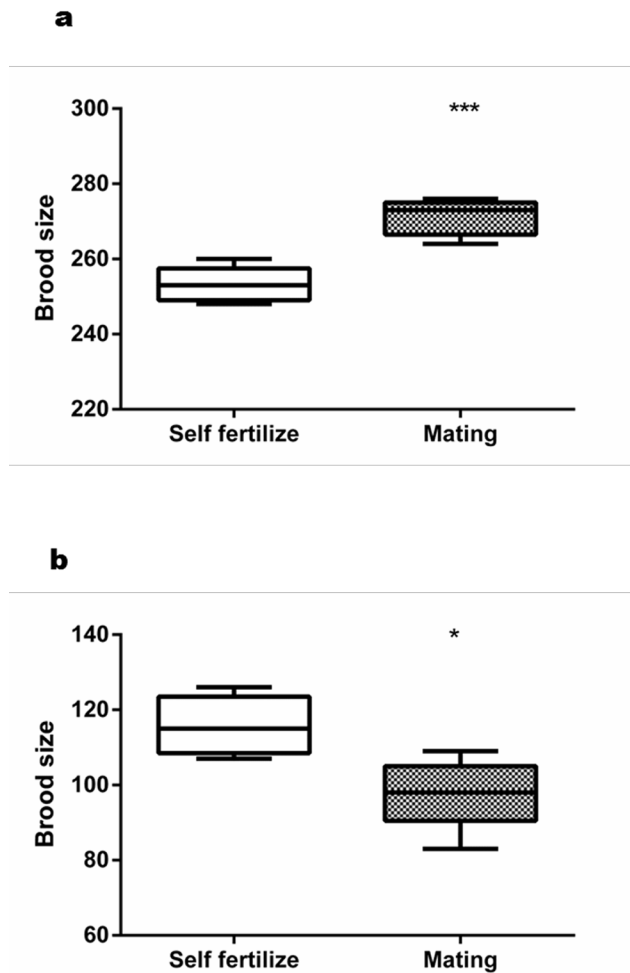 a
300
***
280
260
240
220
Brood size
Self fertilize Mating
b
140
*
120
100
80
60
Brood size
Self fertilize Mating